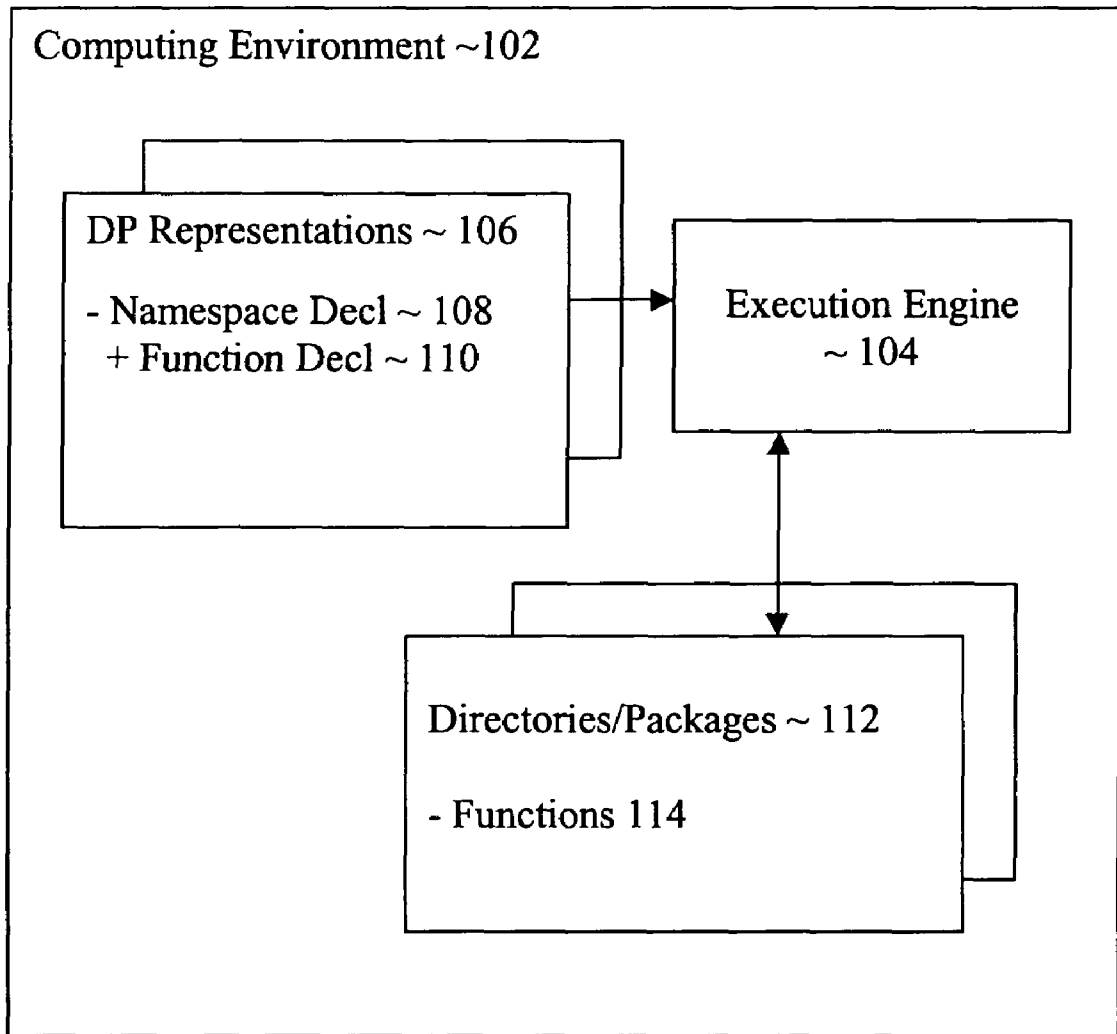 Computing Environment ~102
DP Representations ~ 106
- Namespace Decl ~ 108
+ Function Decl ~ 110
Execution Engine
~ 104
Directories/Packages ~ 112
- Functions 114